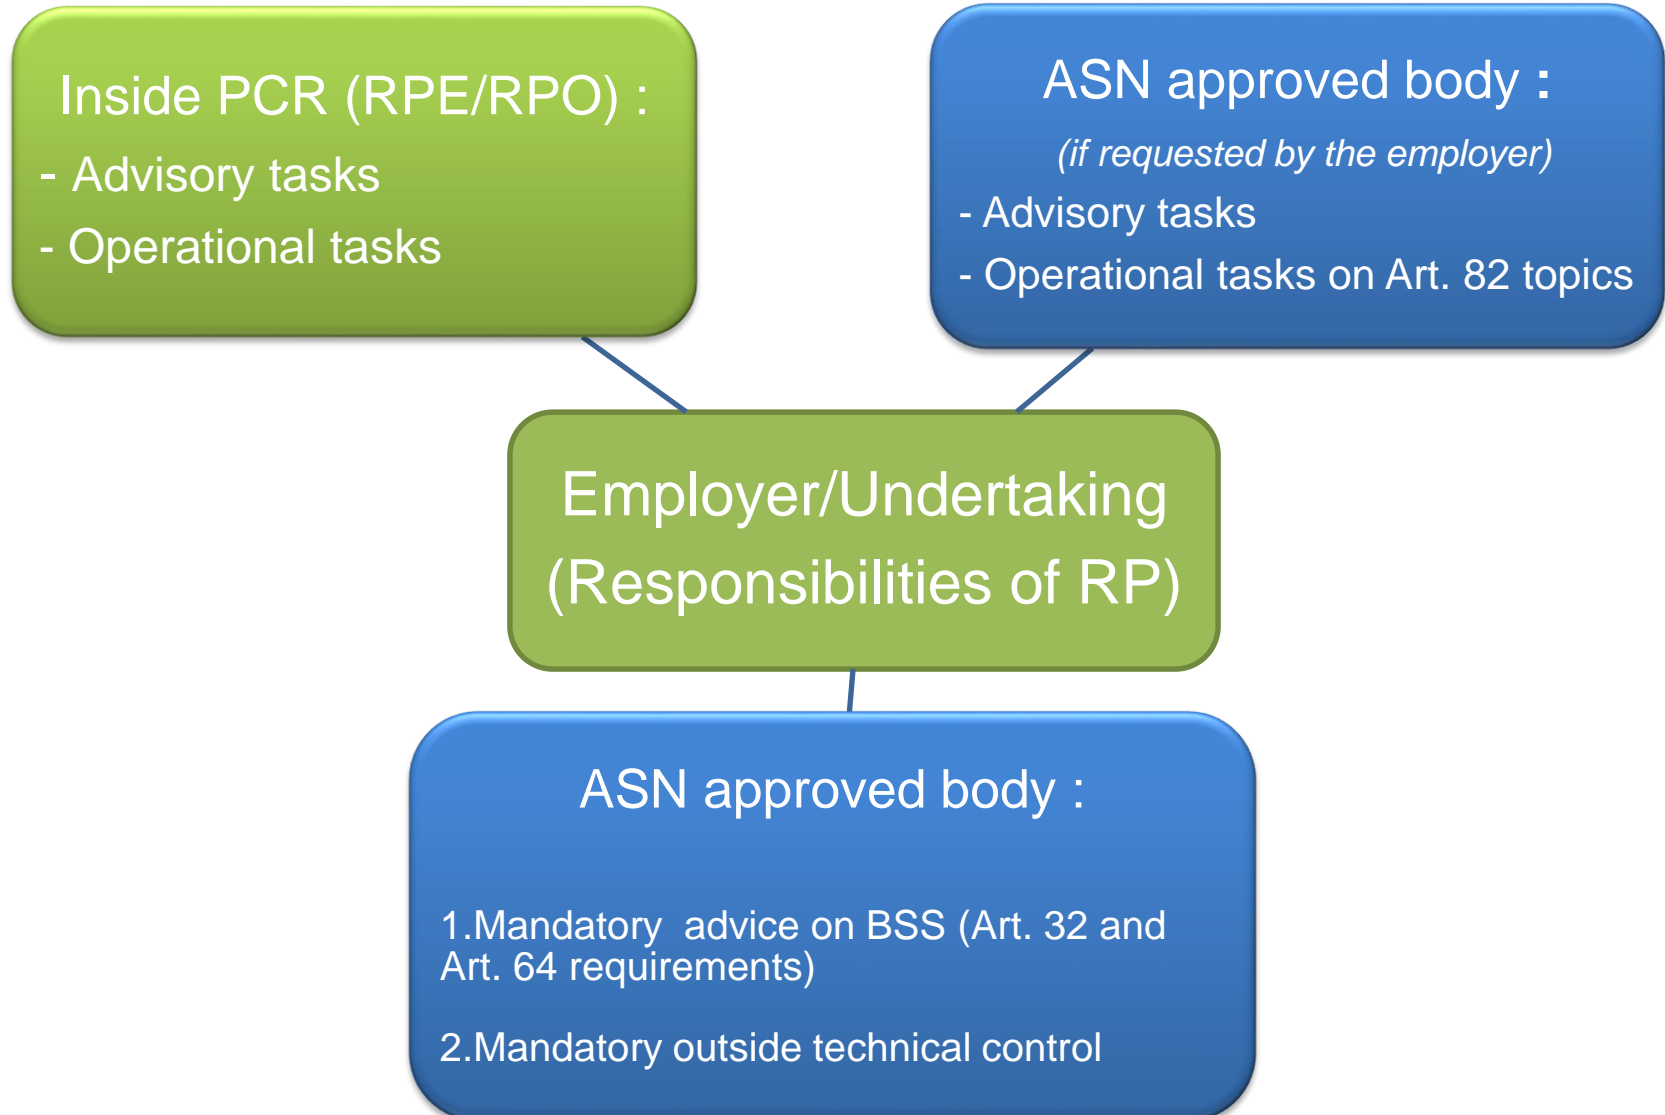 Inside PCR (RPE/RPO) :
- Advisory tasks
- Operational tasks
ASN approved body :
(if requested by the employer)
- Advisory tasks
- Operational tasks on Art. 82 topics
Employer/Undertaking
(Responsibilities of RP)
ASN approved body :
1.Mandatory  advice on BSS (Art. 32 and
Art. 64 requirements)
2.Mandatory outside technical control